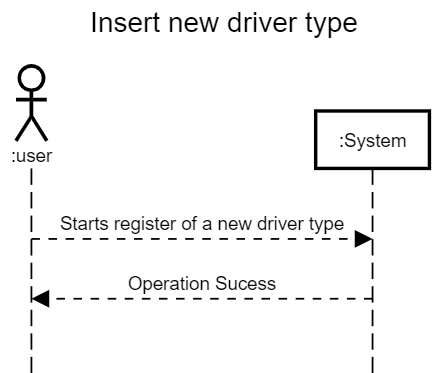 Insert new driver type
:user
:System
Starts register of a new driver type
Operation Sucess